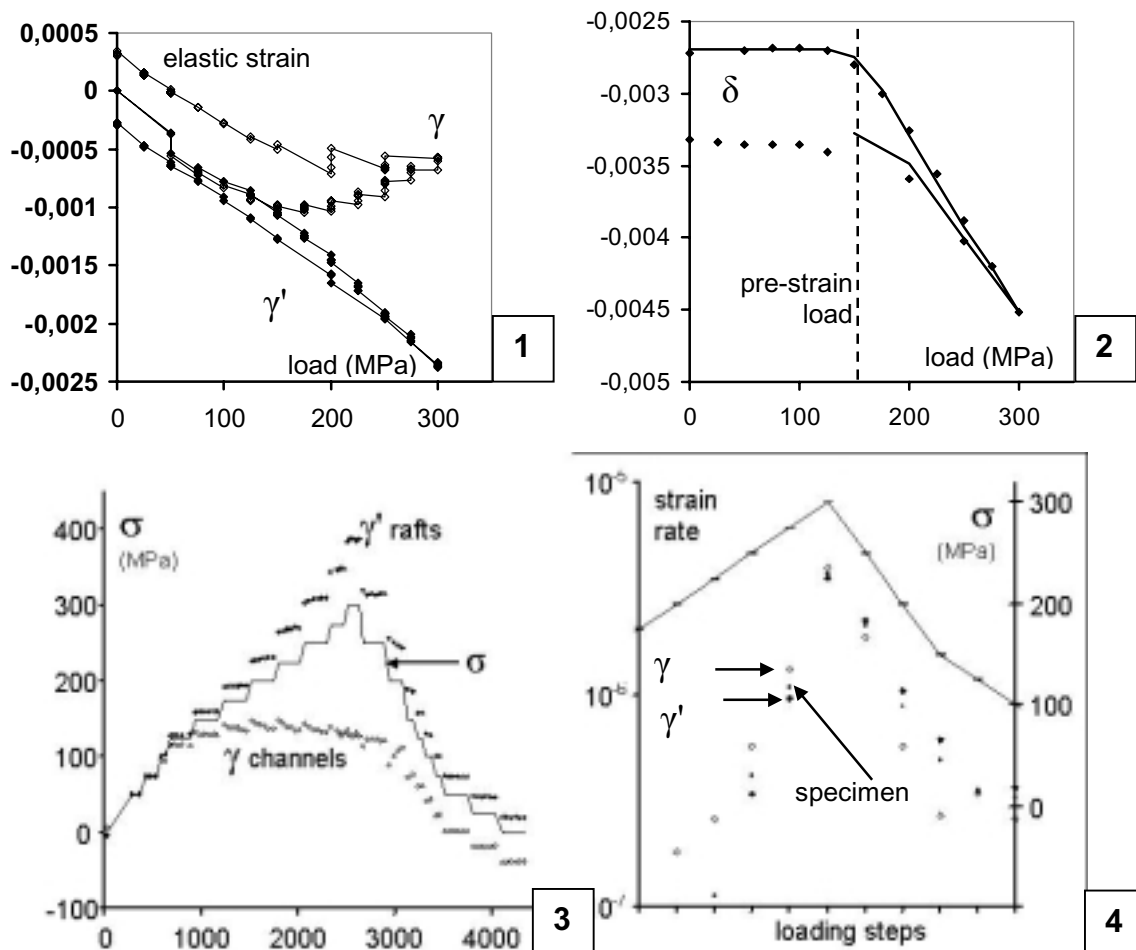 0,0005
0
-0,0005
-0,001
-0,0015
-0,002
-0,0025
elastic strain
γ
γ'
load (MPa)
1
0 100 200 300
-0,0025
-0,003
-0,0035
-0,004
-0,0045
-0,005
δ
pre-strain
load
load (MPa)
2
0 100 200 300
400
300
200
100
0
-100
σ
(MPa)
γ' rafts
σ
γ channels
3
0 1000 2000 3000 4000
10⁻⁵
10⁻⁶
10⁻⁷
strain
rate
σ
(MPa)
300
200
100
0
γ
γ'
specimen
loading steps
4